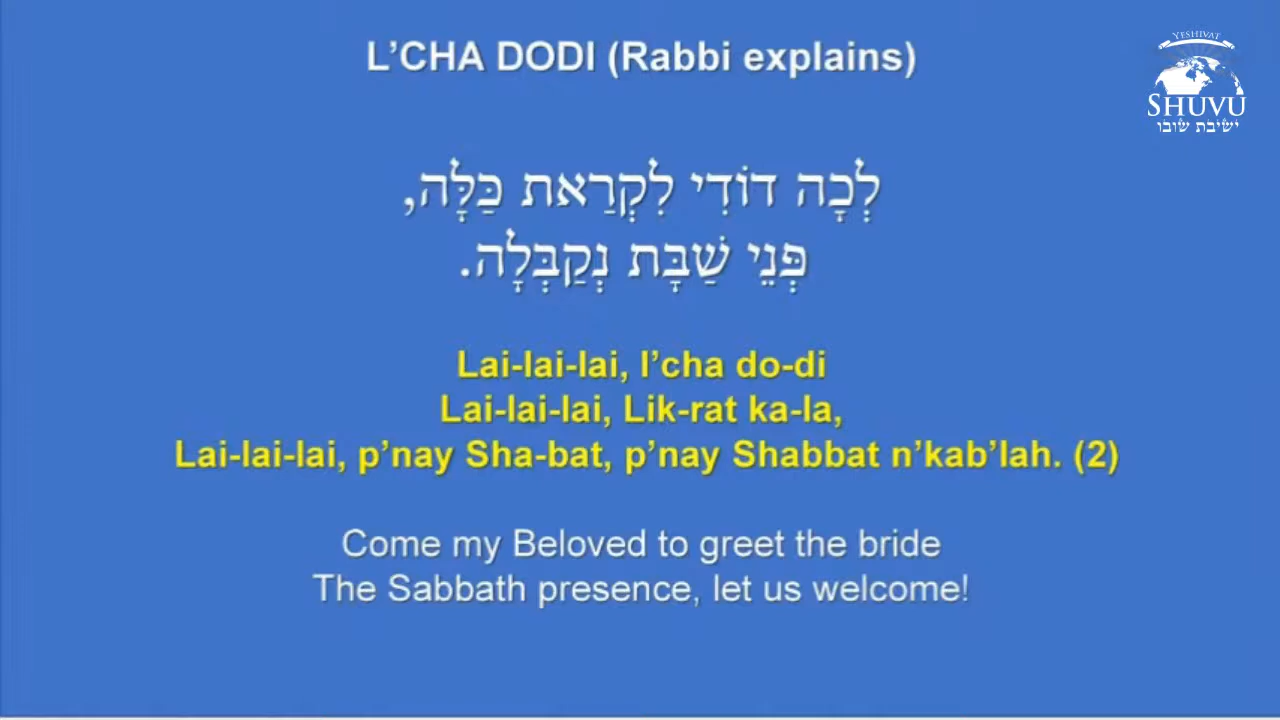 L’CHA DODI (Rabbi explains)
YESHIVAT
SHUVU
ישיבת שובו
לְכָה דוֹדִי לִקְרַאת כַּלָּה,
פְּנֵי שַׁבָּת נְקַבְּלָה.
Lai-lai-lai, l’cha do-di
Lai-lai-lai, Lik-rat ka-la,
Lai-lai-lai, p’nay Sha-bat, p’nay Shabbat n’kab’lah. (2)
Come my Beloved to greet the bride
The Sabbath presence, let us welcome!